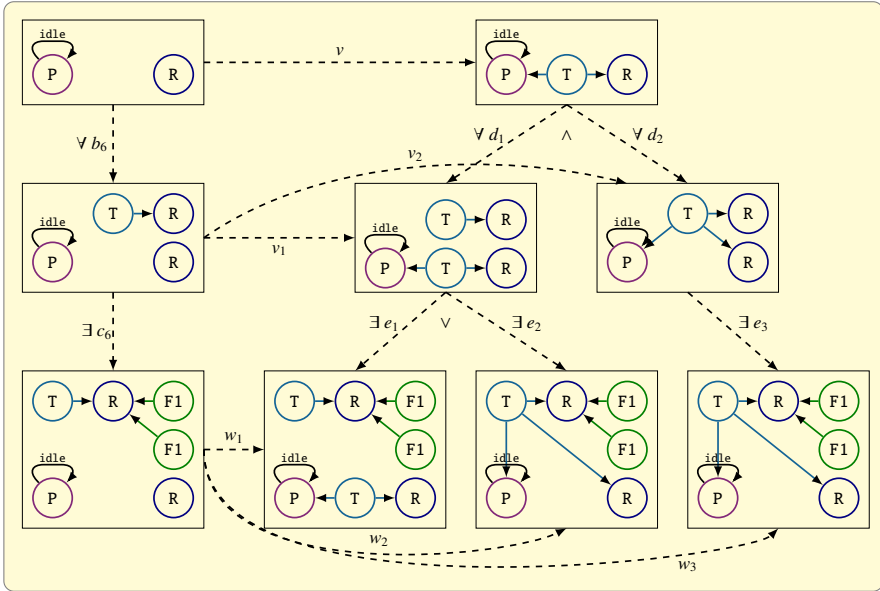 idle idle
P R v P T R
∀ b₆ ∀ d₁ ∧ ∀ d₂
v₂
T R T R T R
idle idle idle
P R v₁ P T R P R
∃ c₆ ∃ e₁ ∨ ∃ e₂ ∃ e₃
T R F1 T R F1 T R F1 T R F1
F1 w₁ F1 F1 F1
idle idle idle idle
P R P T R P R P R
w₂
w₃